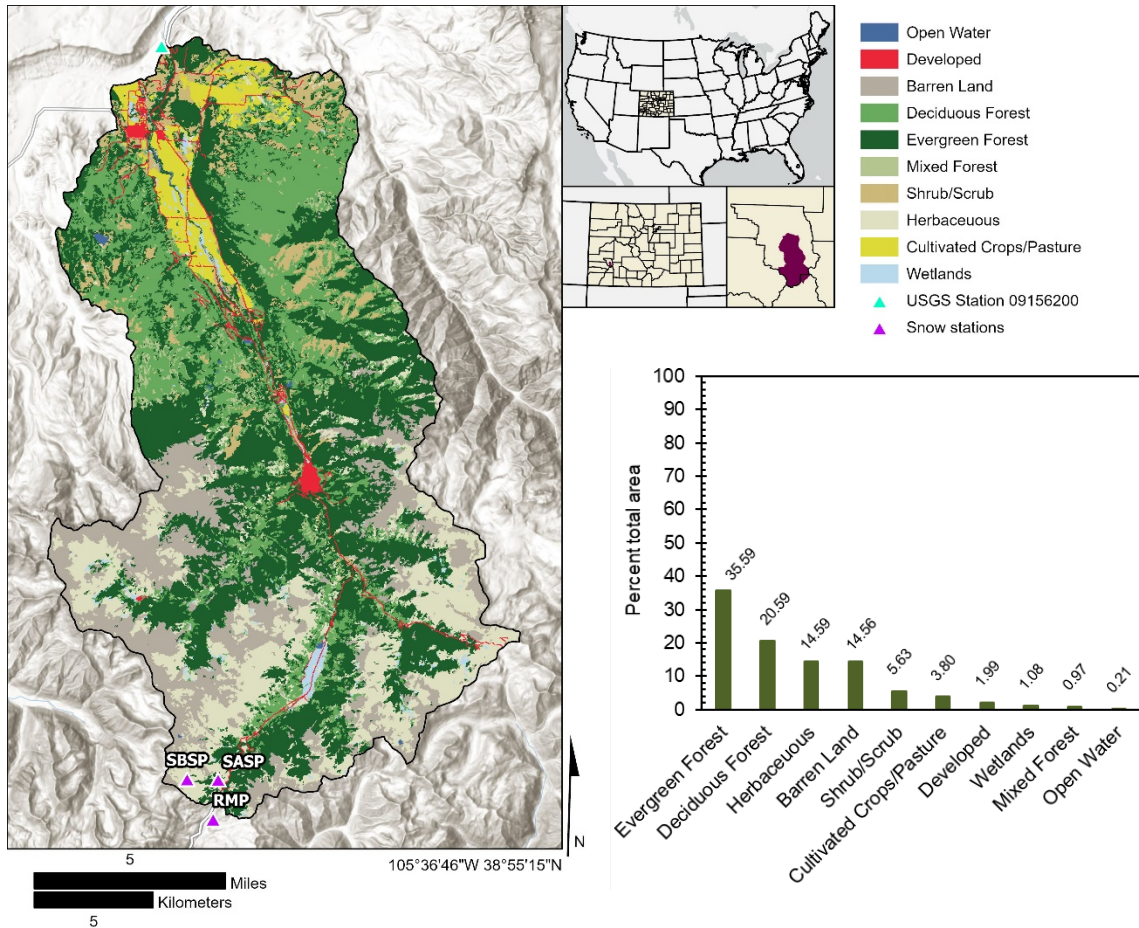 Open Water
Developed
Barren Land
Deciduous Forest
Evergreen Forest
Mixed Forest
Shrub/Scrub
Herbaceuous
Cultivated Crops/Pasture
Wetlands
USGS Station 09156200
Snow stations
SBSP
SASP
RMP
5
Miles
Kilometers
5
105°36'46"W 38°55'15"N
N
Percent total area
100
90
80
70
60
50
40
30
20
10
0
35.59
20.59
14.59
14.56
5.63
3.80
1.99
1.08
0.97
0.21
Evergreen Forest
Deciduous Forest
Herbaceuous
Barren Land
Shrub/Scrub
Cultivated Crops/Pasture
Developed
Wetlands
Mixed Forest
Open Water